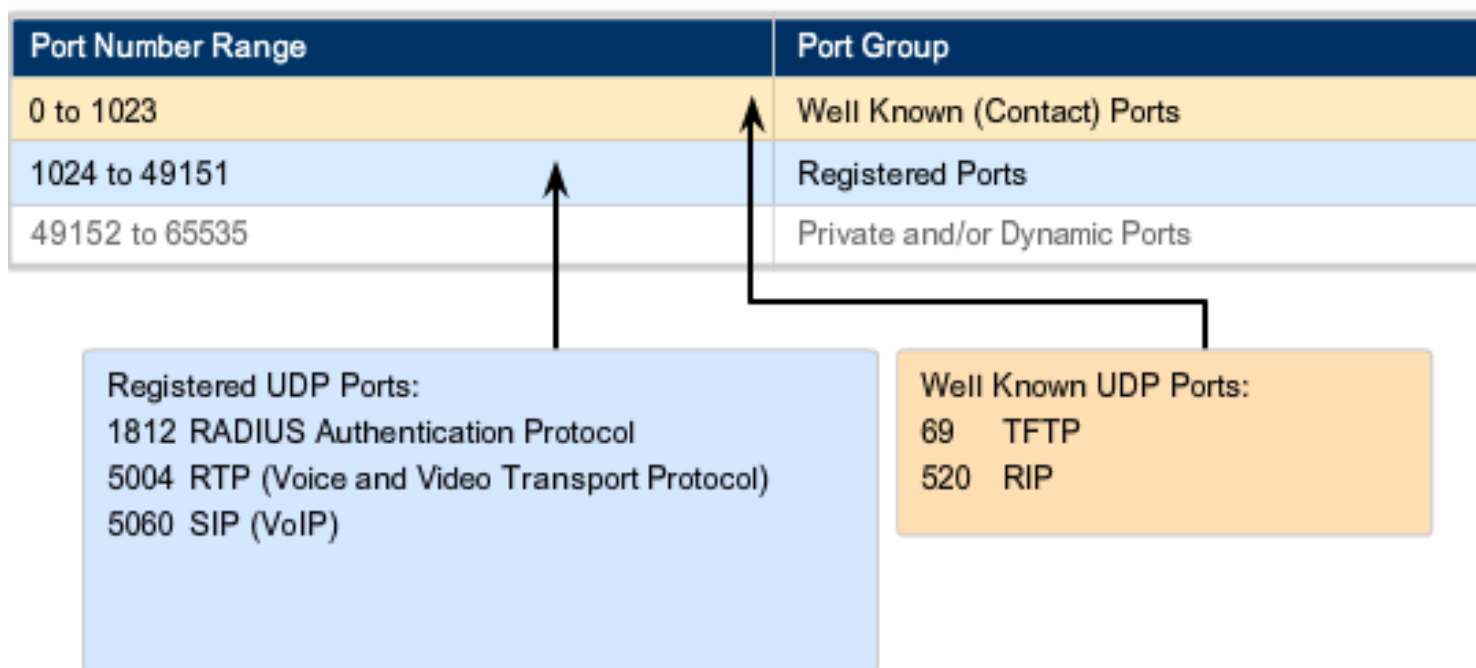 Port Number Range Port Group
0 to 1023 Well Known (Contact) Ports
1024 to 49151 Registered Ports
49152 to 65535 Private and/or Dynamic Ports
Registered UDP Ports:
1812 RADIUS Authentication Protocol
5004 RTP (Voice and Video Transport Protocol)
5060 SIP (VoIP)
Well Known UDP Ports:
69 TFTP
520 RIP